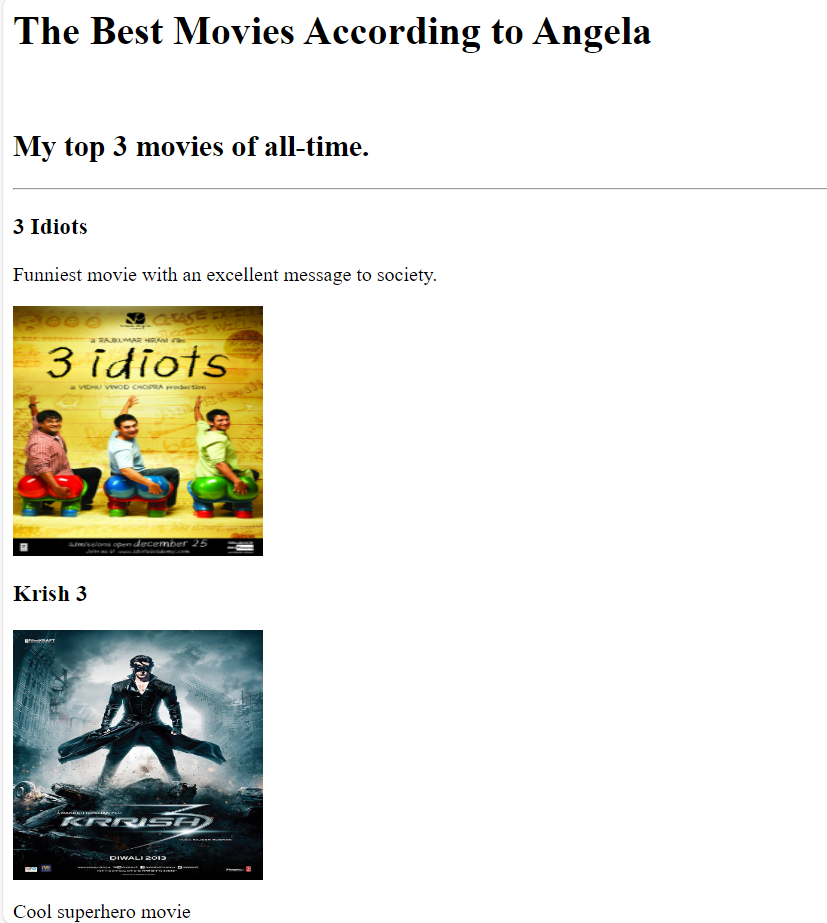 The Best Movies According to Angela
My top 3 movies of all-time.
3 Idiots
Funniest movie with an excellent message to society.
a RAJKUMAR HIRANI film
3 idiots
a VIDHU VINOD CHOPRA production
admissions open december 25
Krish 3
KRRISH 3
DIWALI 2013
Cool superhero movie